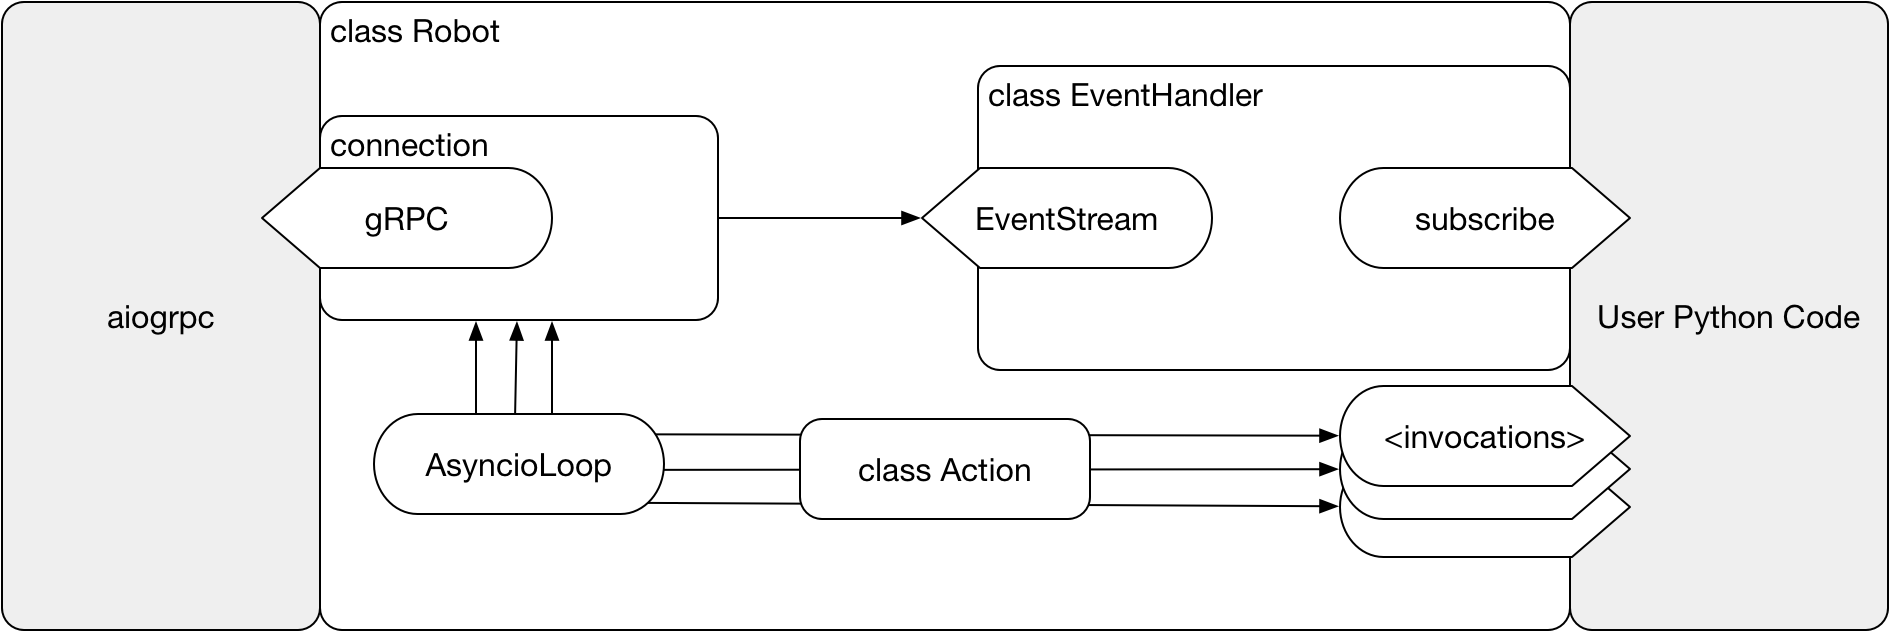 class Robot
class EventHandler
connection
gRPC
EventStream
subscribe
aiogrpc
User Python Code
<invocations>
AsyncioLoop
class Action